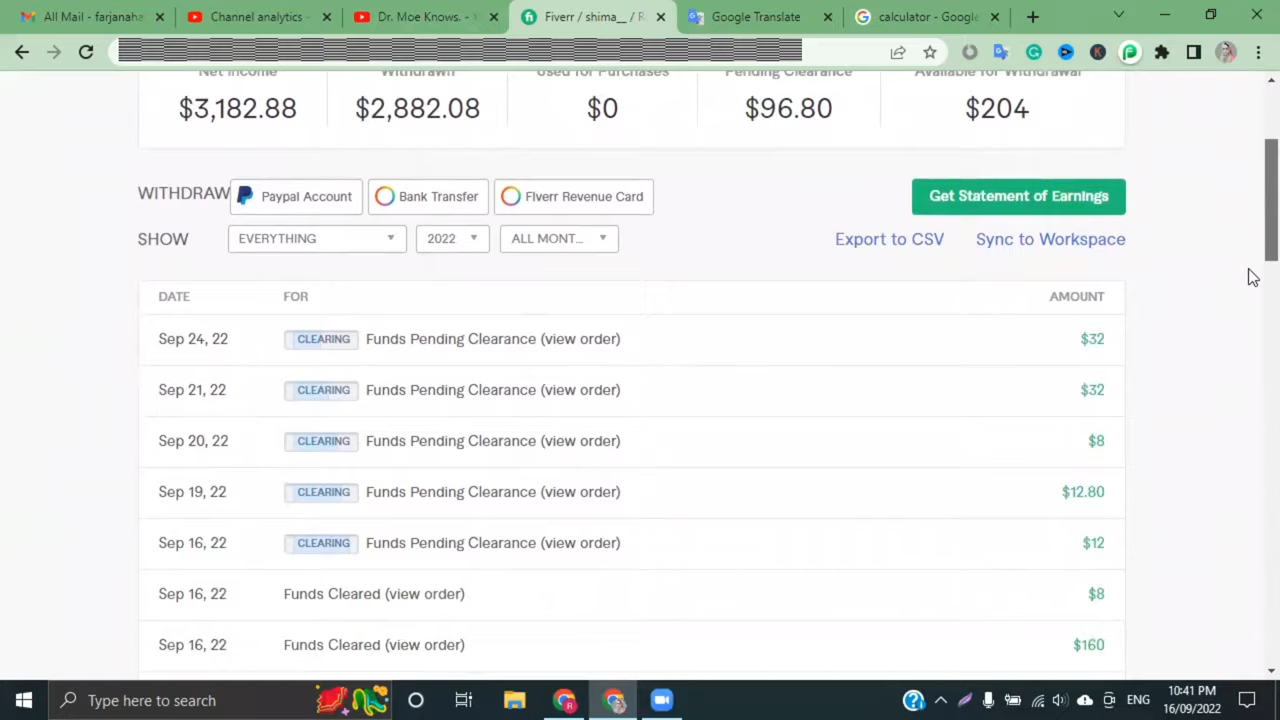 All Mail - farjanaha
Channel analytics -
Dr. Moe Knows. -
Fiverr / shima__ / R
Google Translate
calculator - Google
Net Income
Withdrawn
Used for Purchases
Pending Clearance
Available for Withdrawal
$3,182.88
$2,882.08
$0
$96.80
$204
WITHDRAW
Paypal Account
Bank Transfer
Fiverr Revenue Card
Get Statement of Earnings
SHOW
EVERYTHING
2022
ALL MONT...
Export to CSV
Sync to Workspace
DATE FOR AMOUNT
Sep 24, 22 CLEARING Funds Pending Clearance (view order) $32
Sep 21, 22 CLEARING Funds Pending Clearance (view order) $32
Sep 20, 22 CLEARING Funds Pending Clearance (view order) $8
Sep 19, 22 CLEARING Funds Pending Clearance (view order) $12.80
Sep 16, 22 CLEARING Funds Pending Clearance (view order) $12
Sep 16, 22 Funds Cleared (view order) $8
Sep 16, 22 Funds Cleared (view order) $160
Type here to search
ENG
10:41 PM
16/09/2022